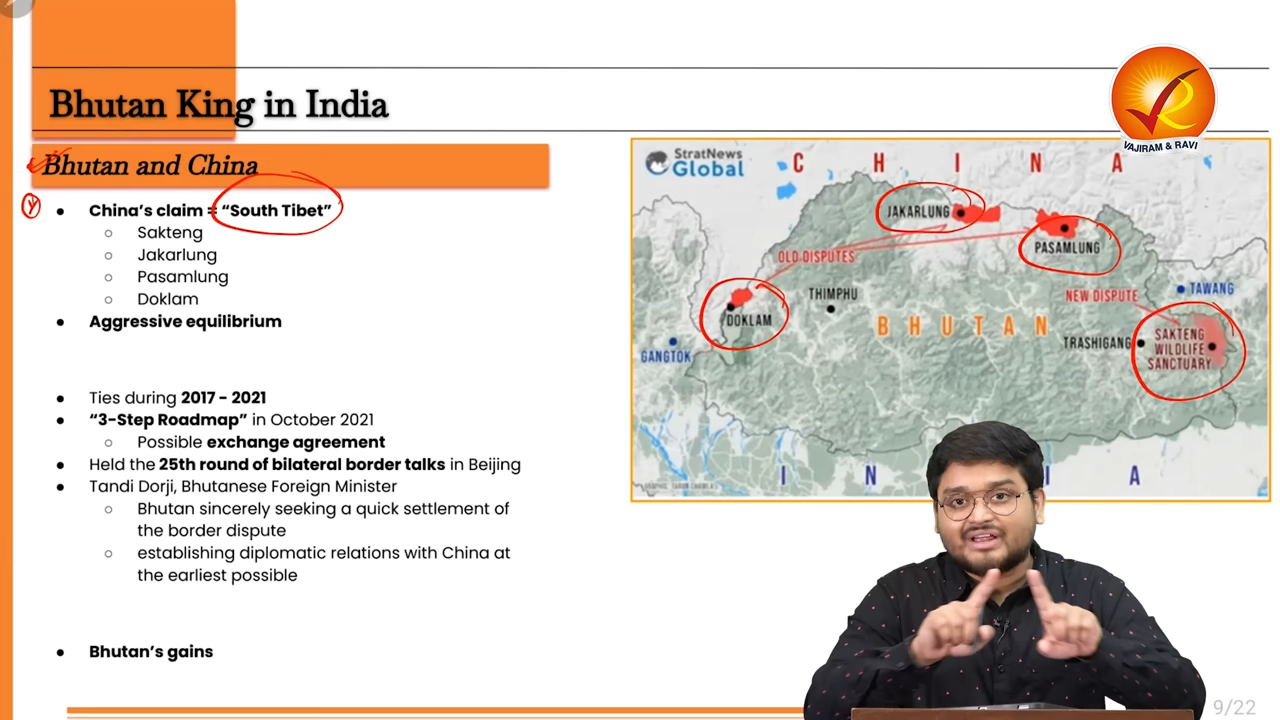 Bhutan King in India
VAJIRAM & RAVI
Bhutan and China
China's claim = "South Tibet"
Sakteng
Jakarlung
Pasamlung
Doklam
Aggressive equilibrium
Ties during 2017 - 2021
"3-Step Roadmap" in October 2021
Possible exchange agreement
Held the 25th round of bilateral border talks in Beijing
Tandi Dorji, Bhutanese Foreign Minister
Bhutan sincerely seeking a quick settlement of
the border dispute
establishing diplomatic relations with China at
the earliest possible
Bhutan's gains
StratNews
Global
CHINA
JAKARLUNG
PASAMLUNG
OLD DISPUTES
THIMPHU
NEW DISPUTE
TAWANG
DOKLAM
BHUTAN
TRASHIGANG
SAKTENG
WILDLIFE
SANCTUARY
GANGTOK
I N I A
9/22